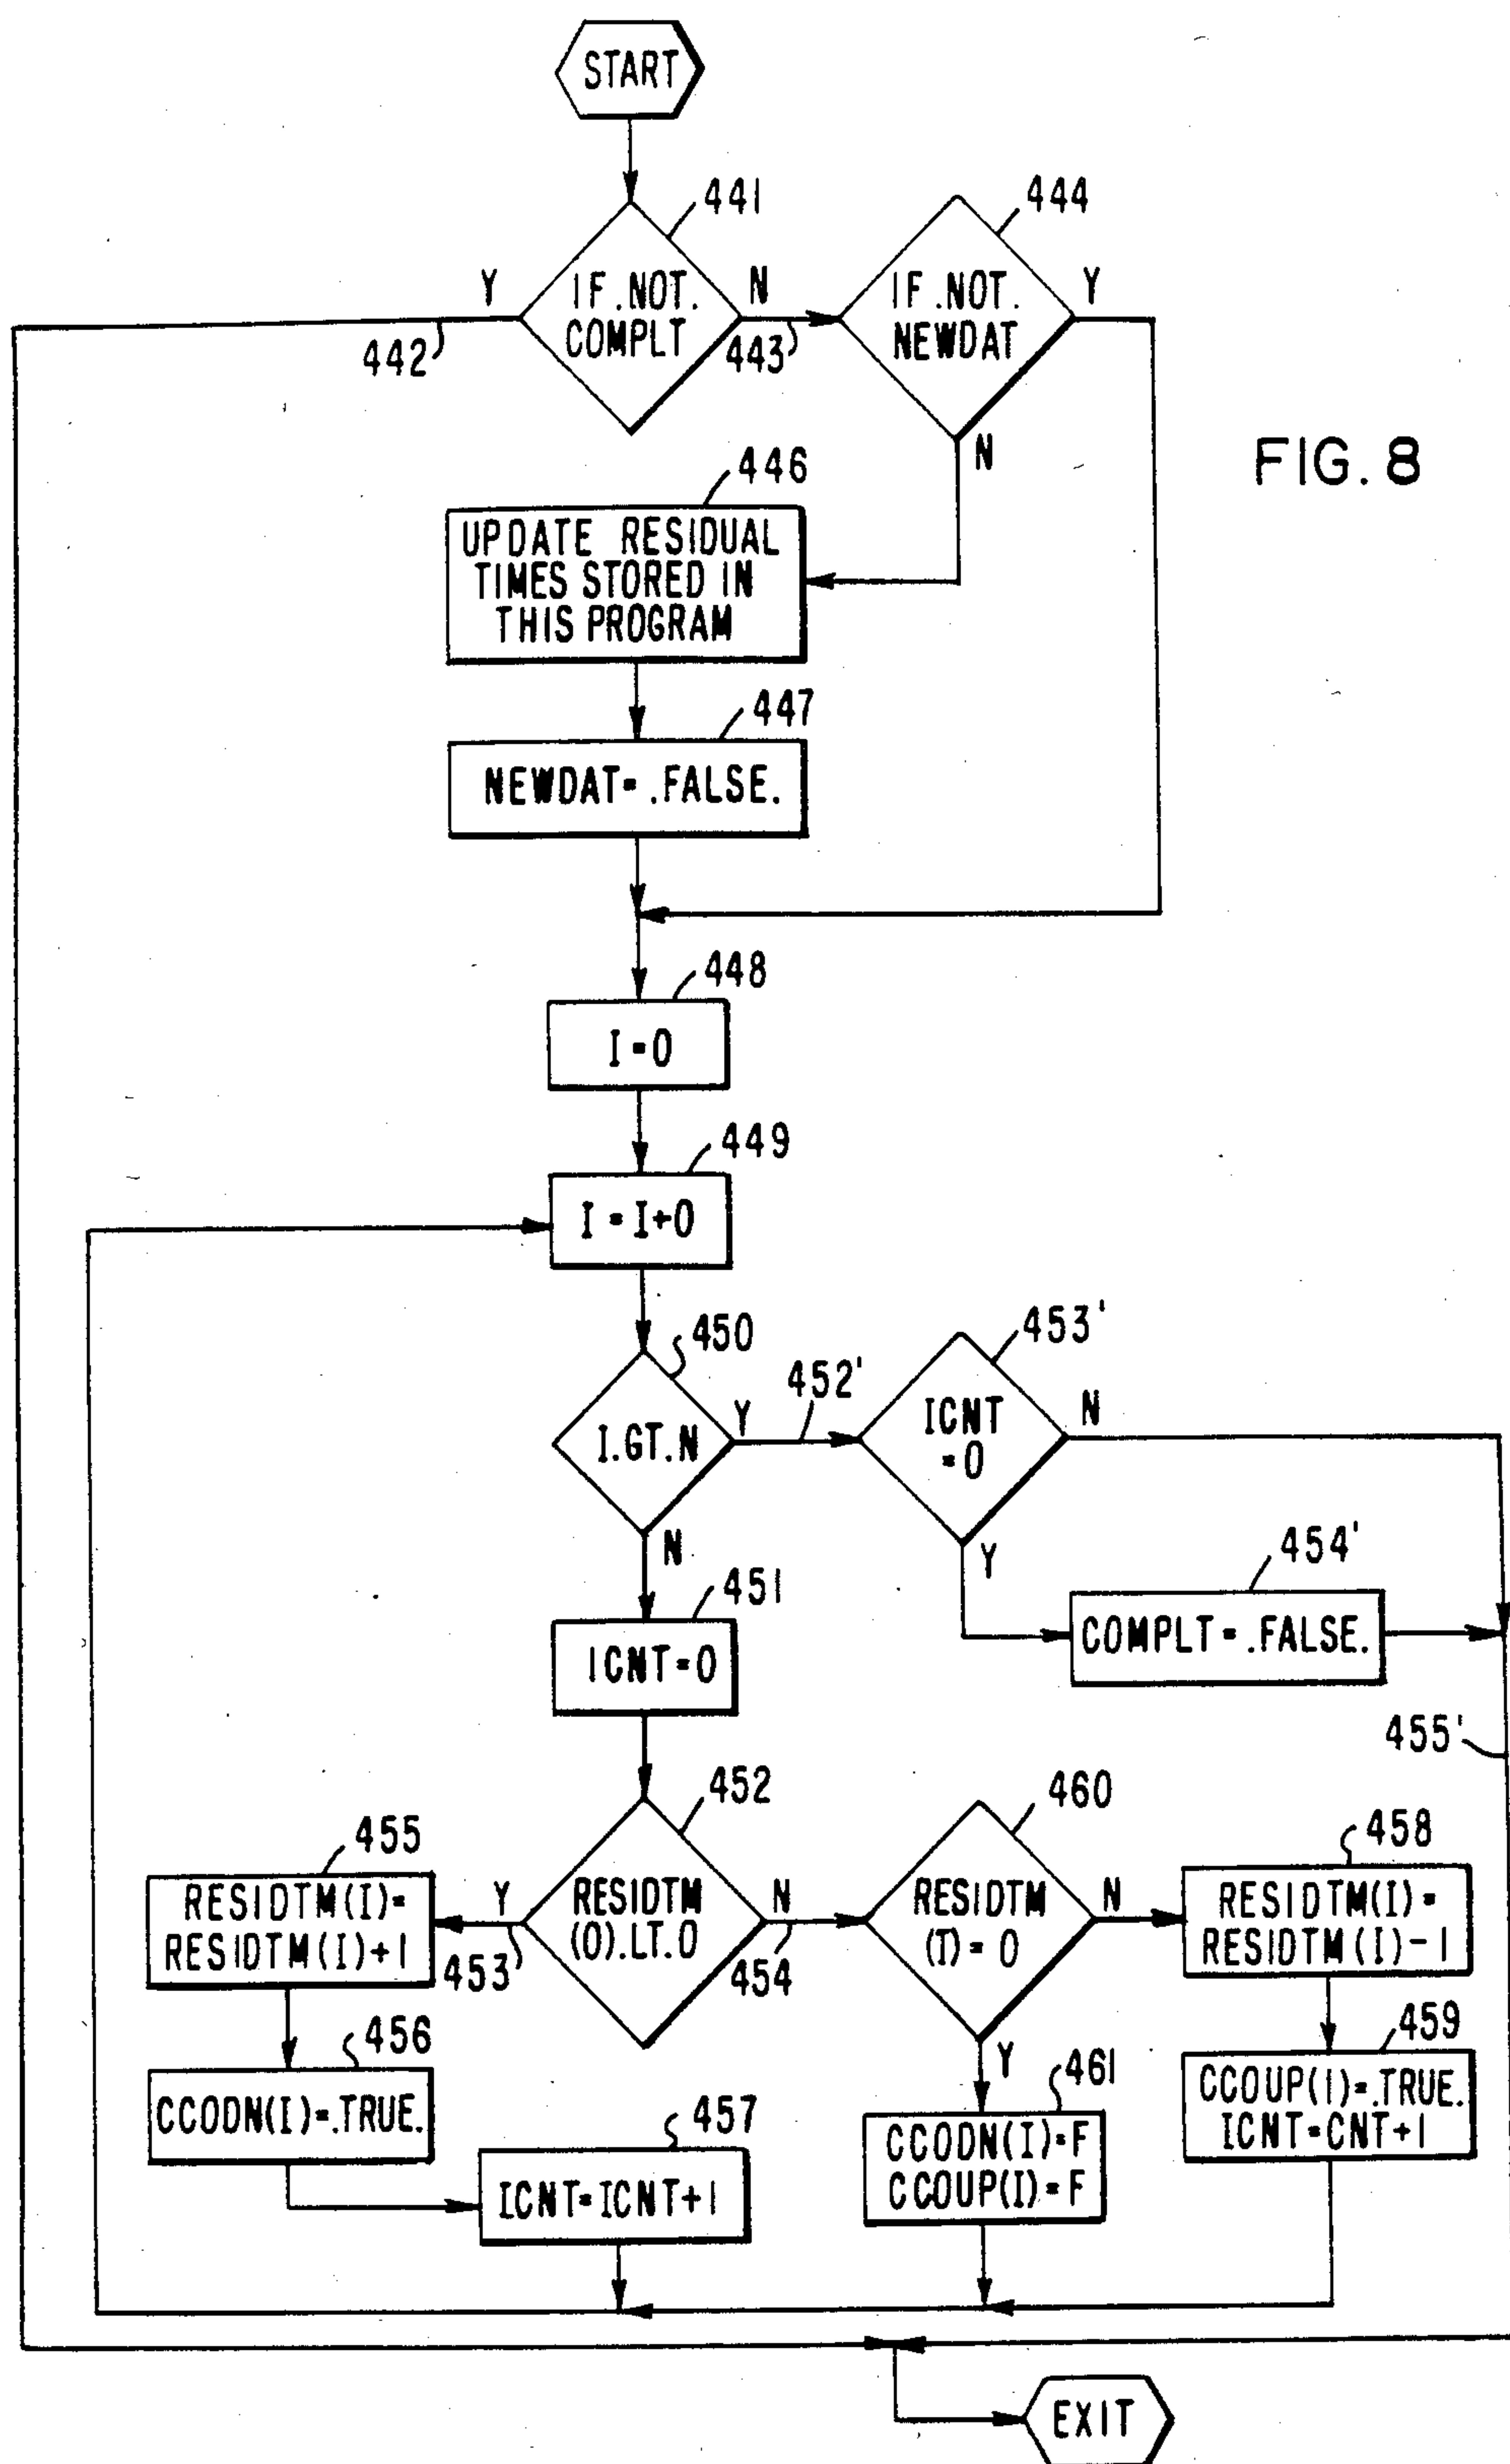 START
441
444
Y
IF .NOT.
COMPLT
N
IF .NOT.
NEWDAT
Y
442
443
N
FIG. 8
446
UPDATE RESIDUAL
TIMES STORED IN
THIS PROGRAM
447
NEWDAT= .FALSE.
448
I=0
449
I = I+0
450
I.GT.N
Y
452'
453'
ICNT
=0
N
N
Y
451
ICNT=0
454'
COMPLT = .FALSE.
455'
452
460
458
455
RESIDTM(I)=
RESIDTM(I)+1
Y
453
RESIDTM
(0).LT.0
N
454
RESIDTM
(T)= 0
N
RESIDTM(I)=
RESIDTM(I)-1
456
CCODN(I)=.TRUE.
457
ICNT=ICNT+1
Y
461
CCODN(I)=F
CCOUP(I)=F
459
CCOUP(I)=.TRUE.
ICNT=CNT+1
EXIT